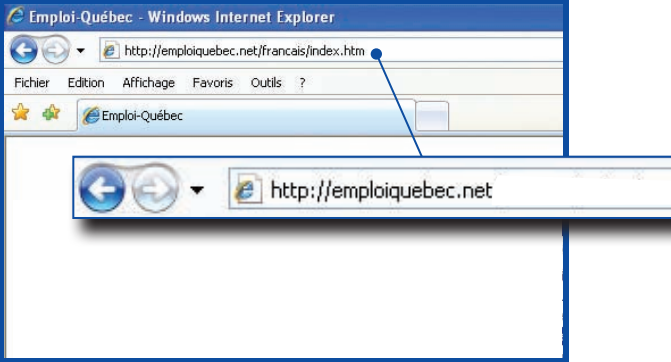 Emploi-Québec - Windows Internet Explorer
http://emploiquebec.net/francais/index.htm
Fichier Edition Affichage Favoris Outils ?
Emploi-Québec
http://emploiquebec.net